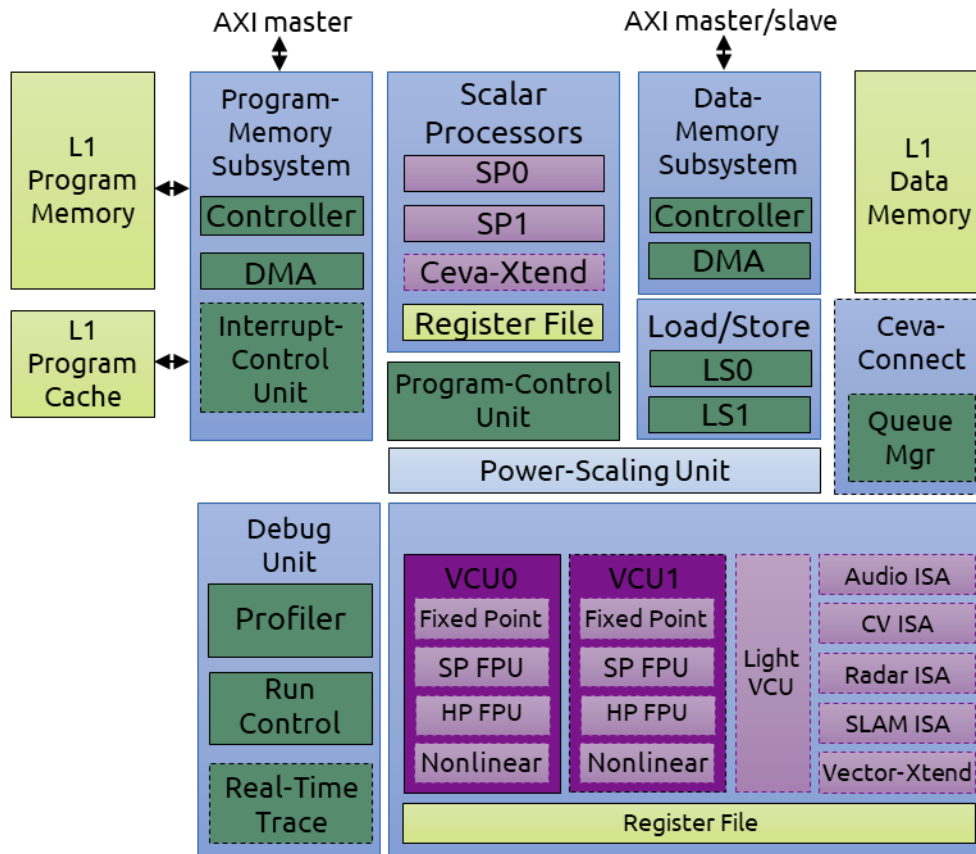 AXI master
AXI master/slave
L1
Program
Memory
Program-
Memory
Subsystem
Controller
DMA
Interrupt-
Control
Unit
L1
Program
Cache
Scalar
Processors
SP0
SP1
Ceva-Xtend
Register File
Program-Control
Unit
Data-
Memory
Subsystem
Controller
DMA
Load/Store
LS0
LS1
L1
Data
Memory
Ceva-
Connect
Queue
Mgr
Power-Scaling Unit
Debug
Unit
Profiler
Run
Control
Real-Time
Trace
VCU0
Fixed Point
SP FPU
HP FPU
Nonlinear
VCU1
Fixed Point
SP FPU
HP FPU
Nonlinear
Light
VCU
Audio ISA
CV ISA
Radar ISA
SLAM ISA
Vector-Xtend
Register File